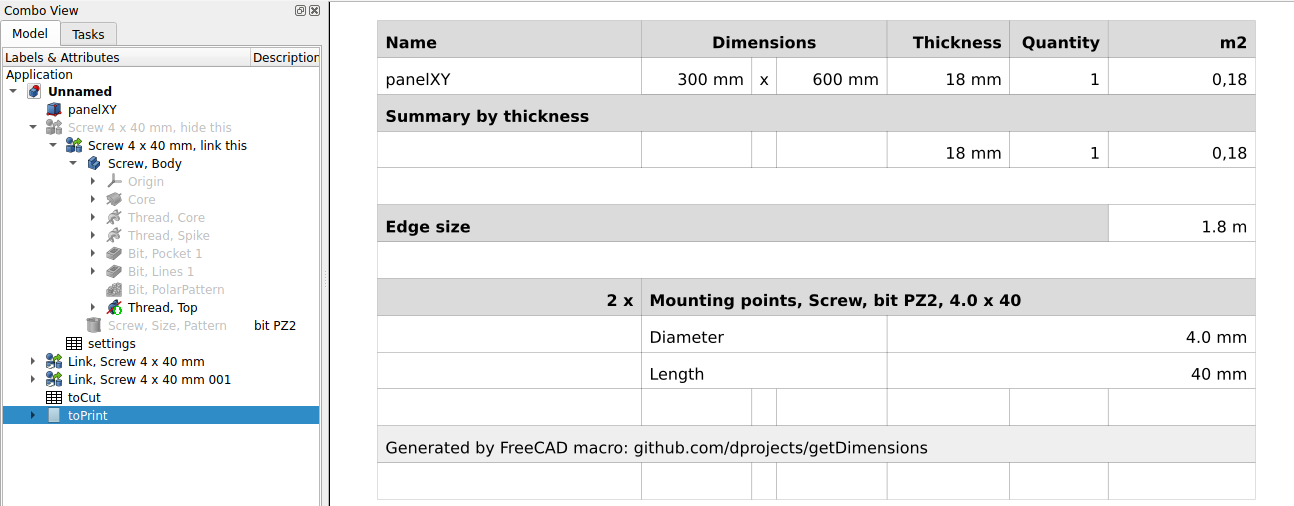 Combo View
Model Tasks
Labels & Attributes Description
Application
Unnamed
panelXY
Screw 4 x 40 mm, hide this
Screw 4 x 40 mm, link this
Screw, Body
Origin
Core
Thread, Core
Thread, Spike
Bit, Pocket 1
Bit, Lines 1
Bit, PolarPattern
Thread, Top
Screw, Size, Pattern bit PZ2
settings
Link, Screw 4 x 40 mm
Link, Screw 4 x 40 mm 001
toCut
toPrint
Name Dimensions Thickness Quantity m2
panelXY 300 mm x 600 mm 18 mm 1 0,18
Summary by thickness
18 mm 1 0,18
Edge size 1.8 m
2 x Mounting points, Screw, bit PZ2, 4.0 x 40
Diameter 4.0 mm
Length 40 mm
Generated by FreeCAD macro: github.com/dprojects/getDimensions